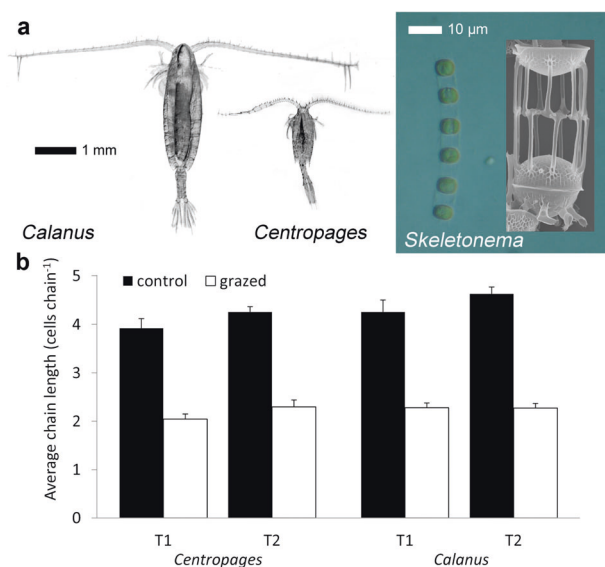 a
10 µm
1 mm
Calanus
Centropages
Skeletonema
b
control
grazed
Average chain length (cells chain-1)
5
4
3
2
1
0
T1
T2
T1
T2
Centropages
Calanus